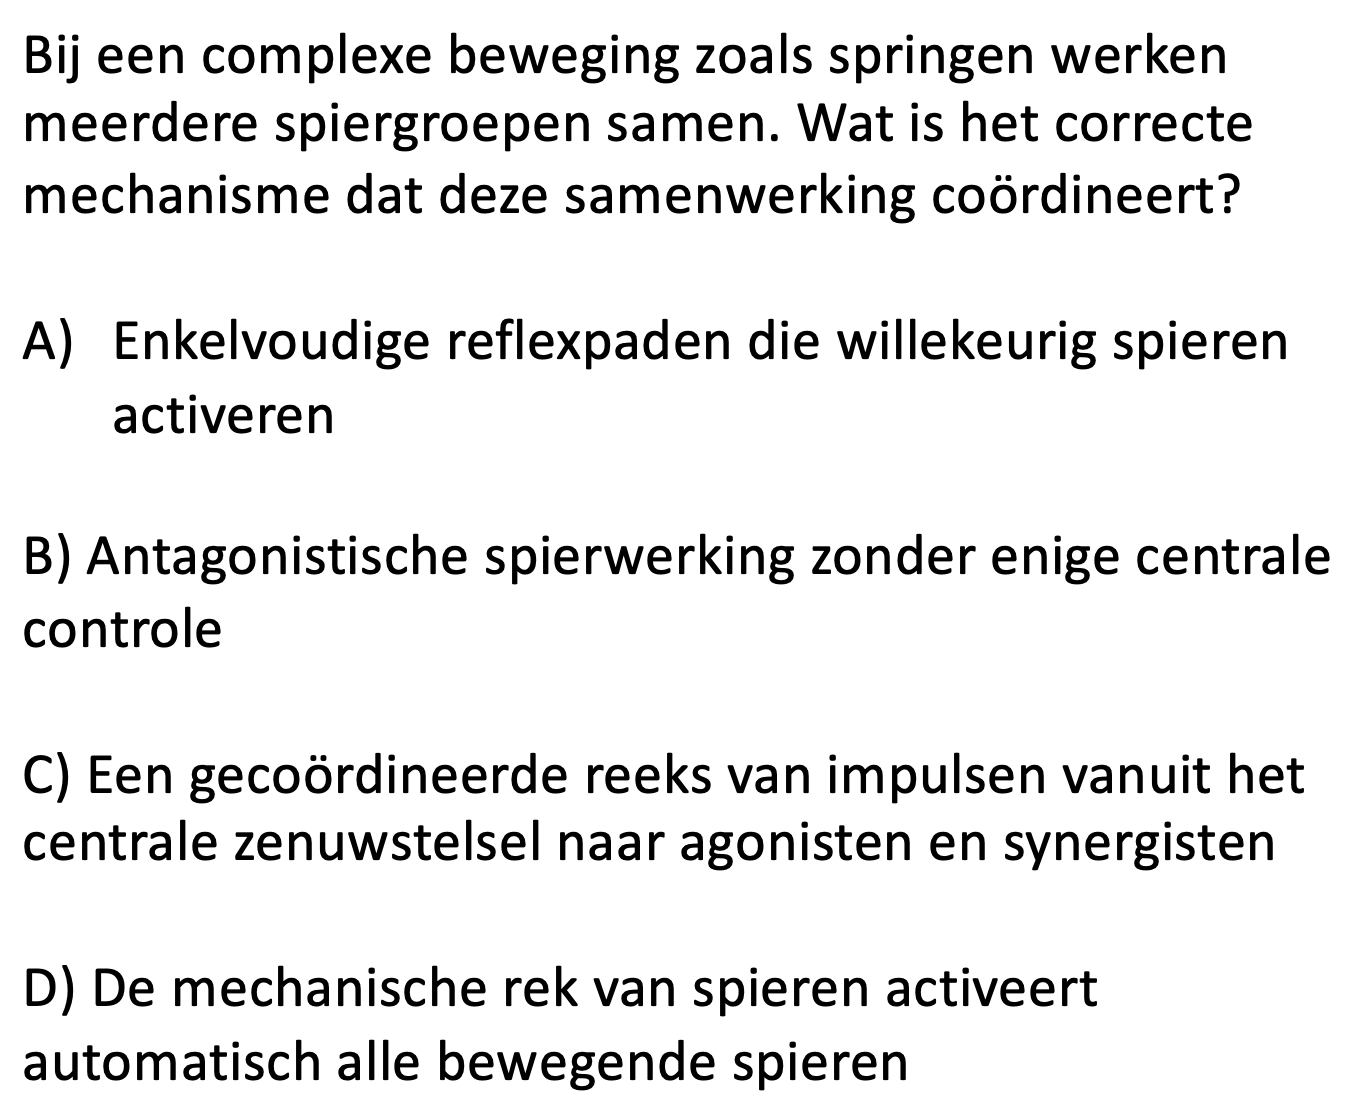 Bij een complexe beweging zoals springen werken
meerdere spiergroepen samen. Wat is het correcte
mechanisme dat deze samenwerking coördineert?
A) Enkelvoudige reflexpaden die willekeurig spieren
activeren
B) Antagonistische spierwerking zonder enige centrale
controle
C) Een gecoördineerde reeks van impulsen vanuit het
centrale zenuwstelsel naar agonisten en synergisten
D) De mechanische rek van spieren activeert
automatisch alle bewegende spieren